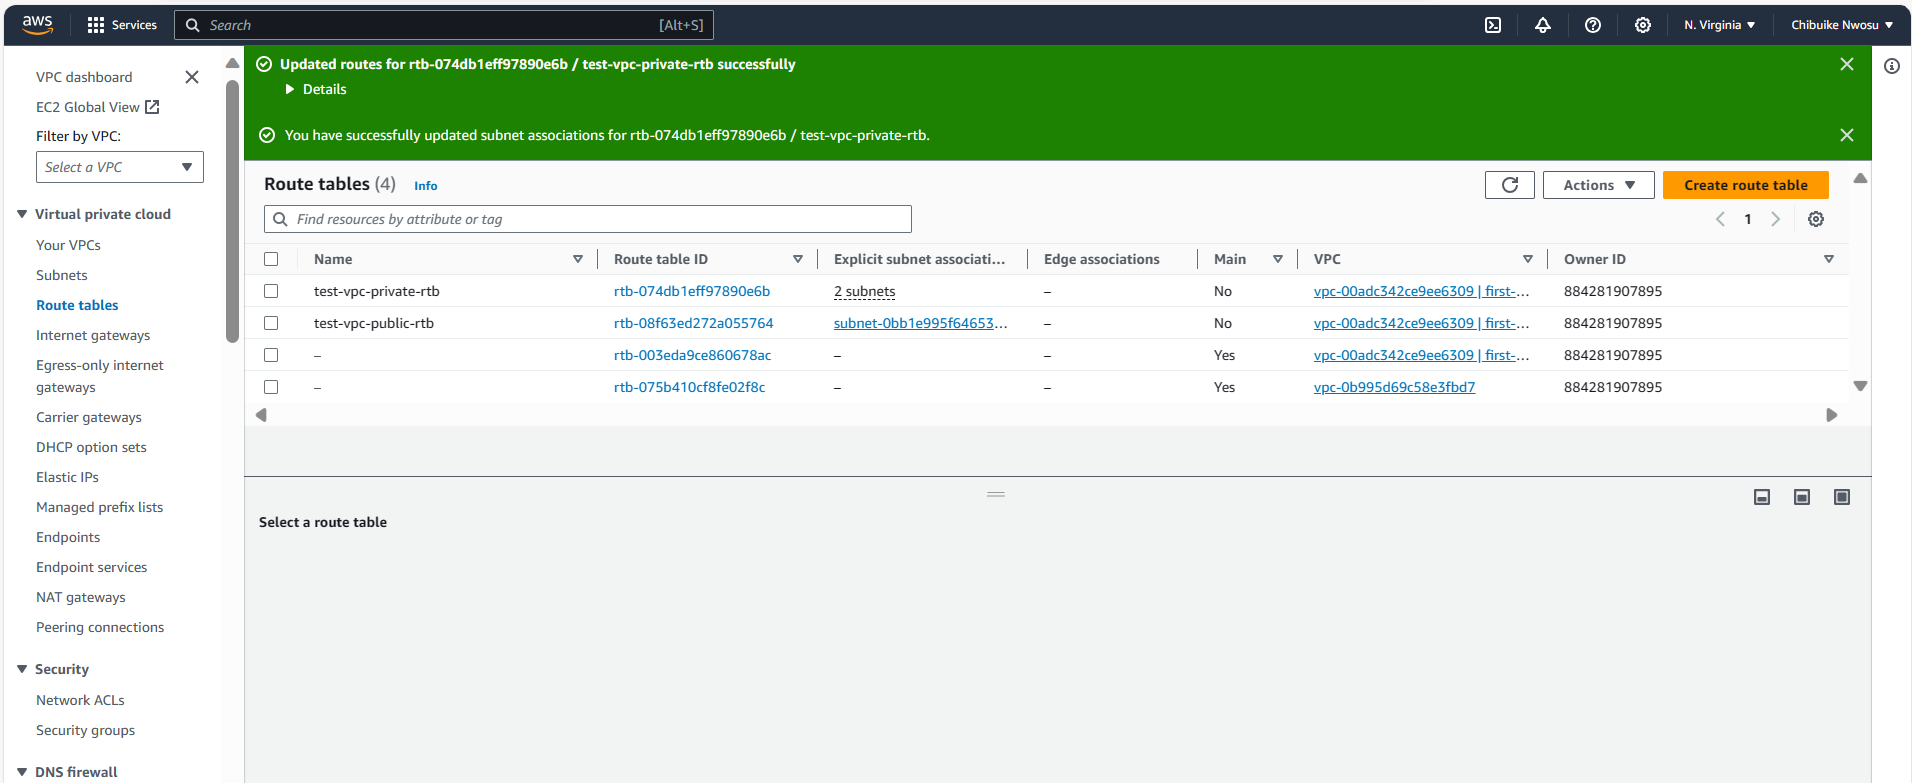 aws Services Search [Alt+S] N. Virginia Chibuike Nwosu
VPC dashboard
EC2 Global View
Filter by VPC:
Select a VPC
Virtual private cloud
Your VPCs
Subnets
Route tables
Internet gateways
Egress-only internet
gateways
Carrier gateways
DHCP option sets
Elastic IPs
Managed prefix lists
Endpoints
Endpoint services
NAT gateways
Peering connections
Security
Network ACLs
Security groups
DNS firewall
Updated routes for rtb-074db1eff97890e6b / test-vpc-private-rtb successfully
Details
You have successfully updated subnet associations for rtb-074db1eff97890e6b / test-vpc-private-rtb.
Route tables (4) Info Actions Create route table
Find resources by attribute or tag 1
Name Route table ID Explicit subnet associati... Edge associations Main VPC Owner ID
test-vpc-private-rtb rtb-074db1eff97890e6b 2 subnets – No vpc-00adc342ce9ee6309 | first-... 884281907895
test-vpc-public-rtb rtb-08f63ed272a055764 subnet-0bb1e995f64653... – No vpc-00adc342ce9ee6309 | first-... 884281907895
– rtb-003eda9ce860678ac – – Yes vpc-00adc342ce9ee6309 | first-... 884281907895
– rtb-075b410cf8fe02f8c – – Yes vpc-0b995d69c58e3fbd7 884281907895
Select a route table